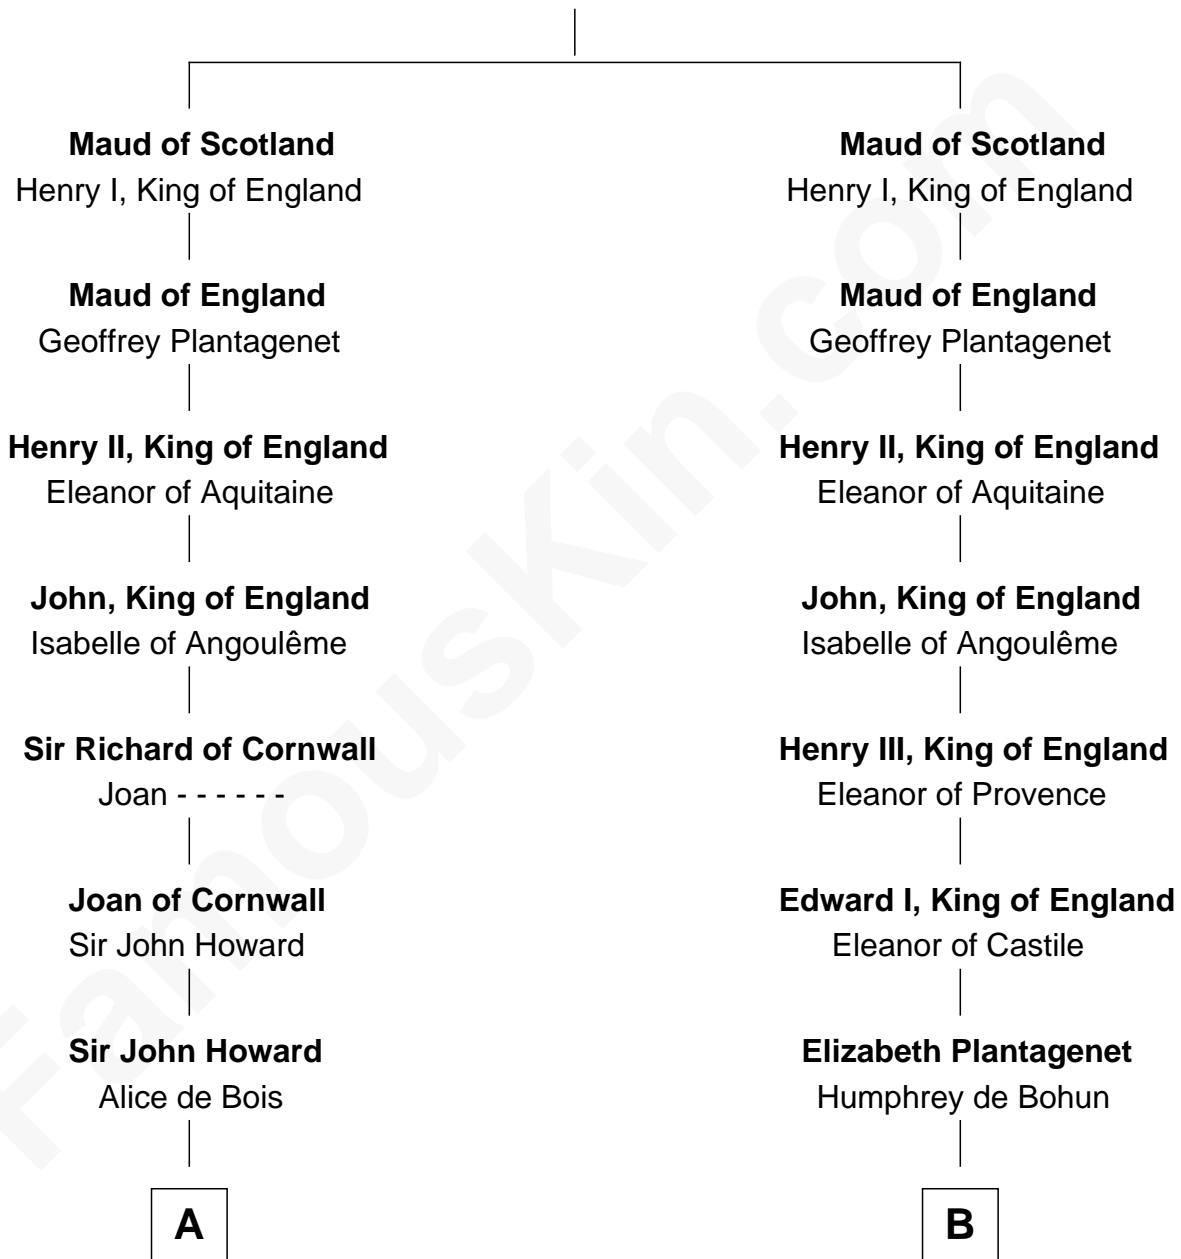 Maud of Scotland
Henry I, King of England
Maud of England
Geoffrey Plantagenet
Henry II, King of England
Eleanor of Aquitaine
John, King of England
Isabelle of Angoulême
Sir Richard of Cornwall
Joan - - - - - -
Joan of Cornwall
Sir John Howard
Sir John Howard
Alice de Bois
A
Maud of Scotland
Henry I, King of England
Maud of England
Geoffrey Plantagenet
Henry II, King of England
Eleanor of Aquitaine
John, King of England
Isabelle of Angoulême
Henry III, King of England
Eleanor of Provence
Edward I, King of England
Eleanor of Castile
Elizabeth Plantagenet
Humphrey de Bohun
B
FamousKin.com